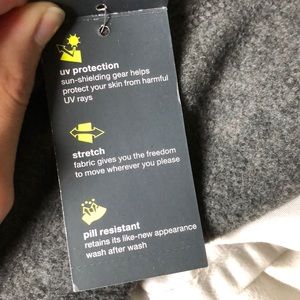 uv protection
sun-shielding gear helps
protect your skin from harmful
UV rays
stretch
fabric gives you the freedom
to move wherever you please
pill resistant
retains its like-new appearance
wash after wash